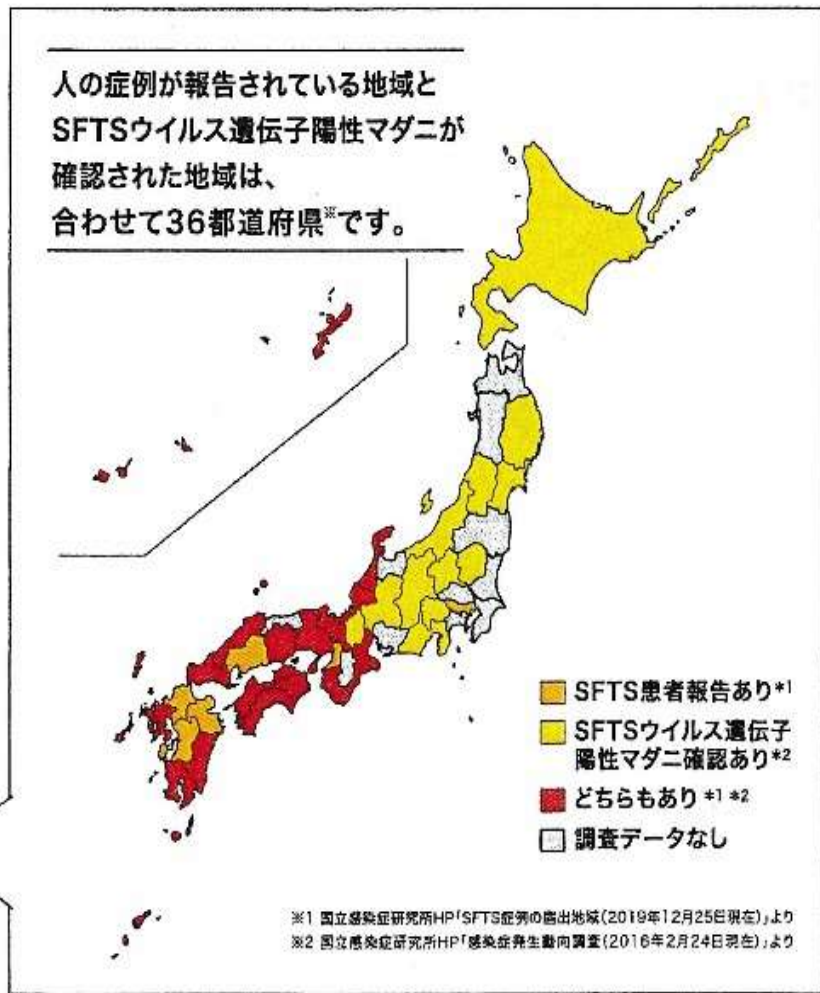 人の症例が報告されている地域と
SFTSウイルス遺伝子陽性マダニが
確認された地域は、
合わせて36都道府県※です。
SFTS患者報告あり*1
SFTSウイルス遺伝子
陽性マダニ確認あり*2
どちらもあり*1 *2
調査データなし
※1 国立感染症研究所HP「SFTS症例の届出地域(2019年12月25日現在)」より
※2 国立感染症研究所HP「感染症発生動向調査(2016年2月24日現在)」より